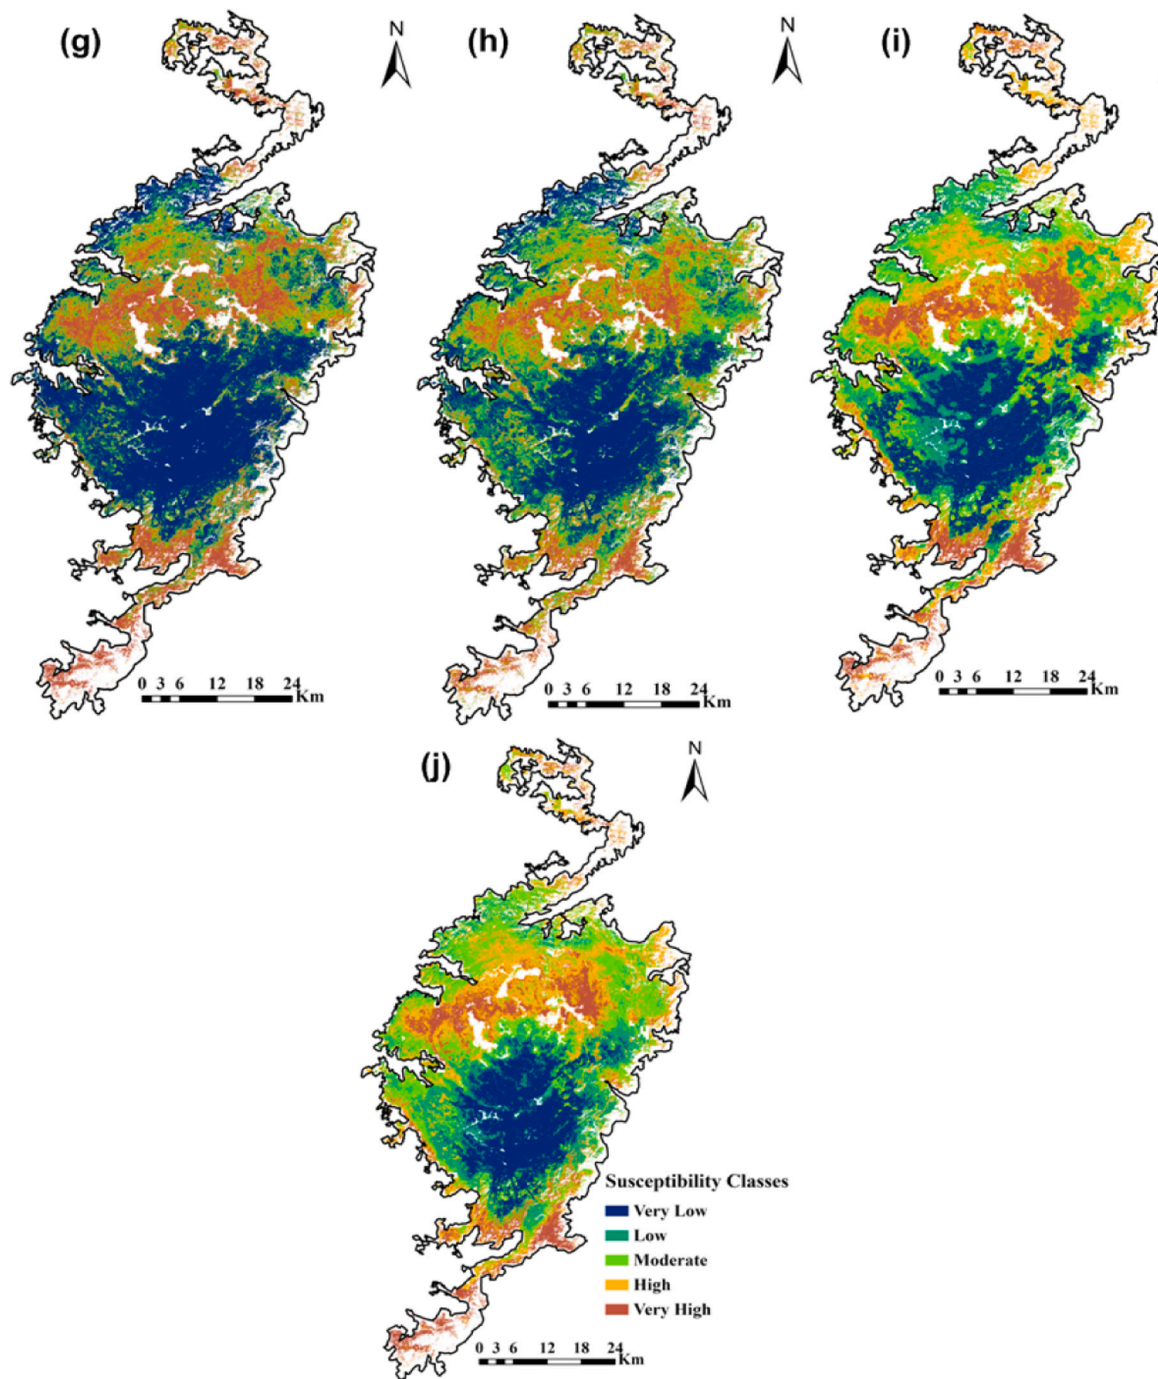 (g)
N
(h)
N
(i)
N
0 3 6 12 18 24
Km
0 3 6 12 18 24
Km
0 3 6 12 18 24
Km
(j)
N
Susceptibility Classes
Very Low
Low
Moderate
High
Very High
0 3 6 12 18 24
Km